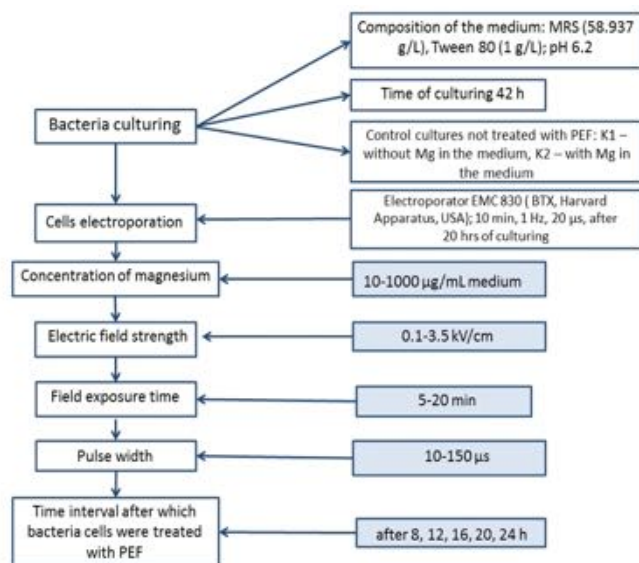 Composition of the medium: MRS (58.937
g/L), Tween 80 (1 g/L); pH 6.2
Time of culturing 42 h
Bacteria culturing
Control cultures not treated with PEF: K1 –
without Mg in the medium, K2 – with Mg in
the medium
Electroporator EMC 830 ( BTX, Harvard
Apparatus, USA); 10 min, 1 Hz, 20 µs, after
20 hrs of culturing
Cells electroporation
Concentration of magnesium
10-1000 µg/mL medium
Electric field strength
0.1-3.5 kV/cm
Field exposure time
5-20 min
Pulse width
10-150 µs
Time interval after which
bacteria cells were treated
with PEF
after 8, 12, 16, 20, 24 h